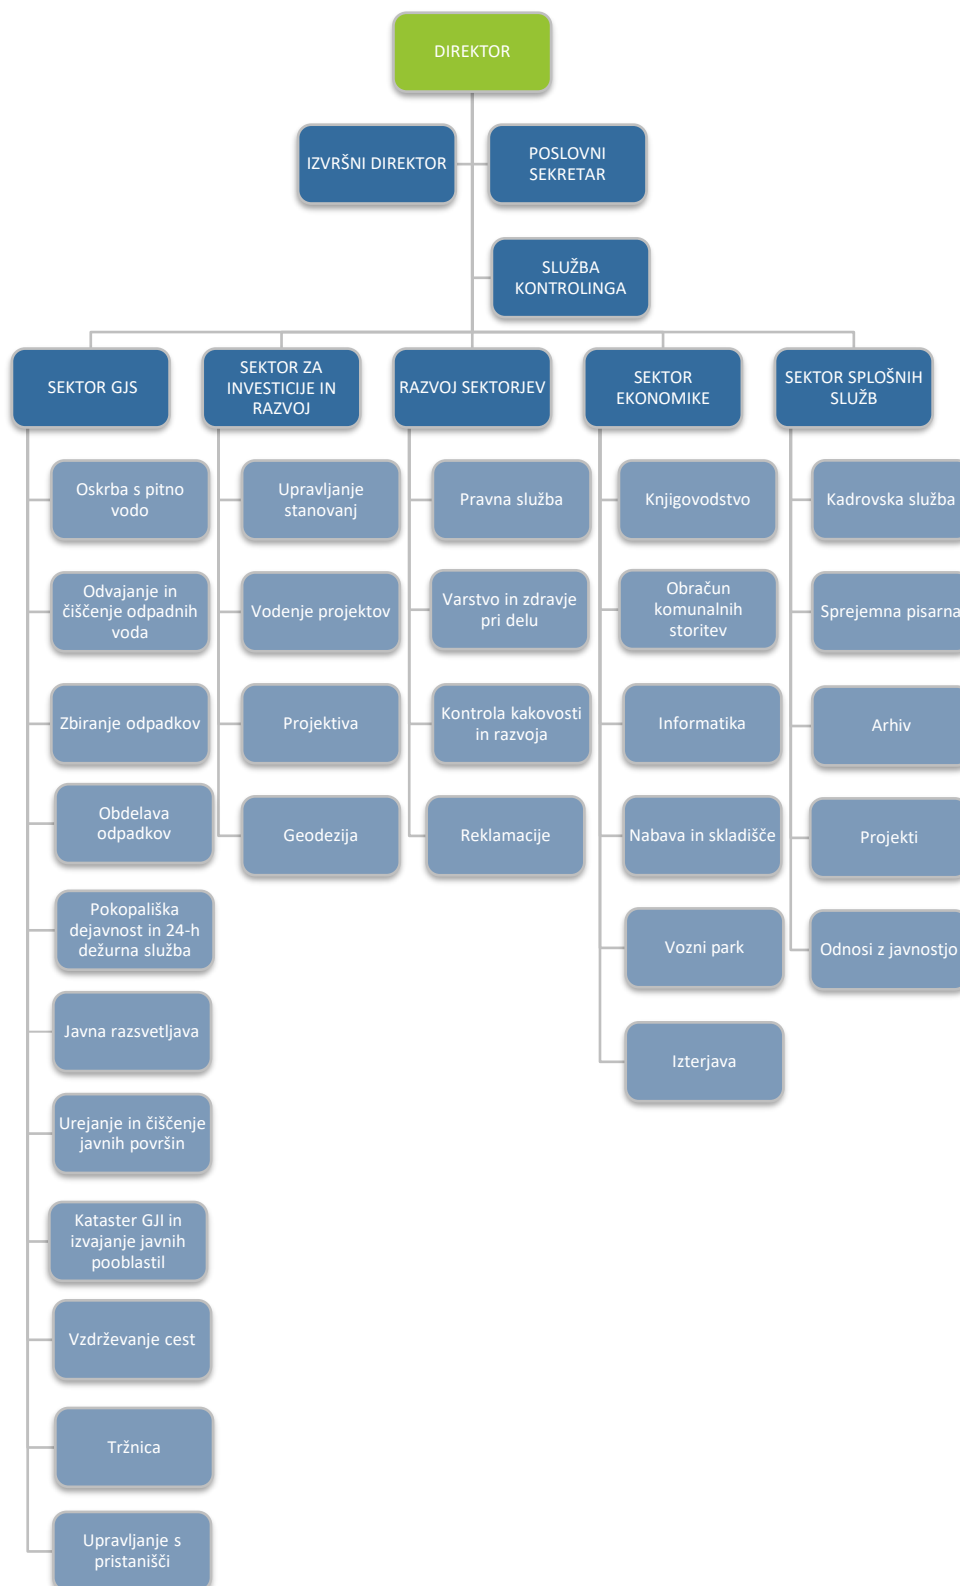 DIREKTOR
IZVRŠNI DIREKTOR
POSLOVNI
SEKRETAR
SLUŽBA
KONTROLINGA
SEKTOR GJS
SEKTOR ZA
INVESTICIJE IN
RAZVOJ
RAZVOJ SEKTORJEV
SEKTOR
EKONOMIKE
SEKTOR SPLOŠNIH
SLUŽB
Oskrba s pitno
vodo
Odvajanje in
čiščenje odpadnih
voda
Zbiranje odpadkov
Obdelava
odpadkov
Pokopališka
dejavnost in 24-h
dežurna služba
Javna razsvetljava
Urejanje in čiščenje
javnih površin
Kataster GJI in
izvajanje javnih
pooblastil
Vzdrževanje cest
Tržnica
Upravljanje s
pristanišči
Upravljanje
stanovanj
Vodenje projektov
Projektiva
Geodezija
Pravna služba
Varstvo in zdravje
pri delu
Kontrola kakovosti
in razvoja
Reklamacije
Knjigovodstvo
Obračun
komunalnih
storitev
Informatika
Nabava in skladišče
Vozni park
Izterjava
Kadrovska služba
Sprejemna pisarna
Arhiv
Projekti
Odnosi z javnostjo